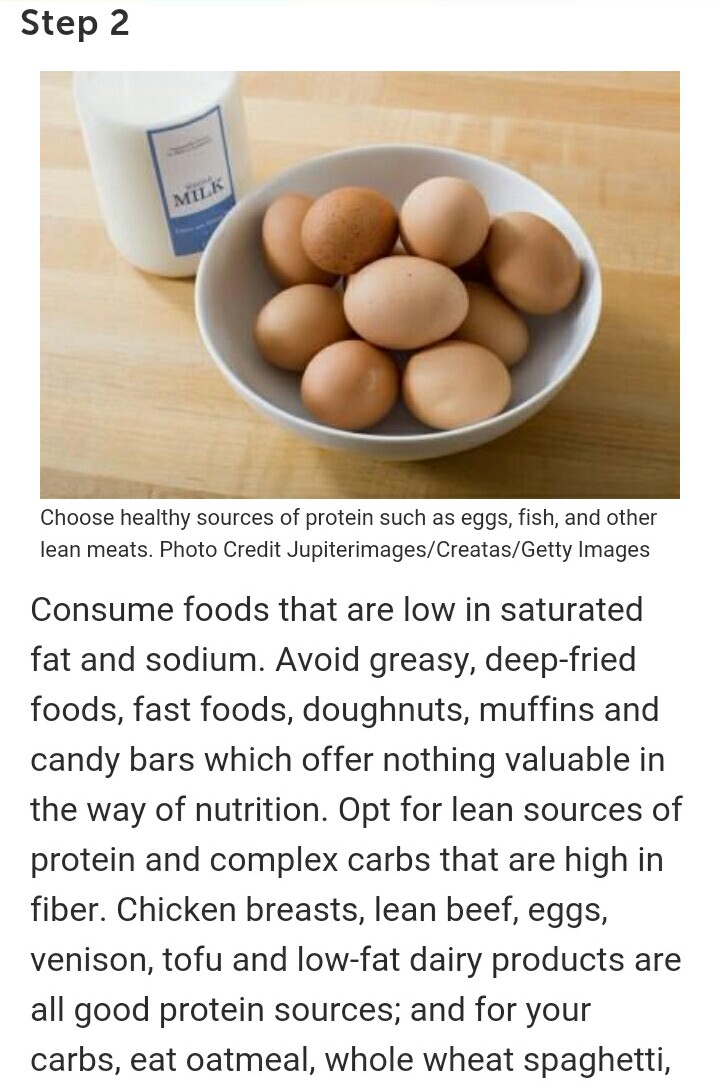 Step 2
MILK
Choose healthy sources of protein such as eggs, fish, and other
lean meats. Photo Credit Jupiterimages/Creatas/Getty Images
Consume foods that are low in saturated
fat and sodium. Avoid greasy, deep-fried
foods, fast foods, doughnuts, muffins and
candy bars which offer nothing valuable in
the way of nutrition. Opt for lean sources of
protein and complex carbs that are high in
fiber. Chicken breasts, lean beef, eggs,
venison, tofu and low-fat dairy products are
all good protein sources; and for your
carbs, eat oatmeal, whole wheat spaghetti,